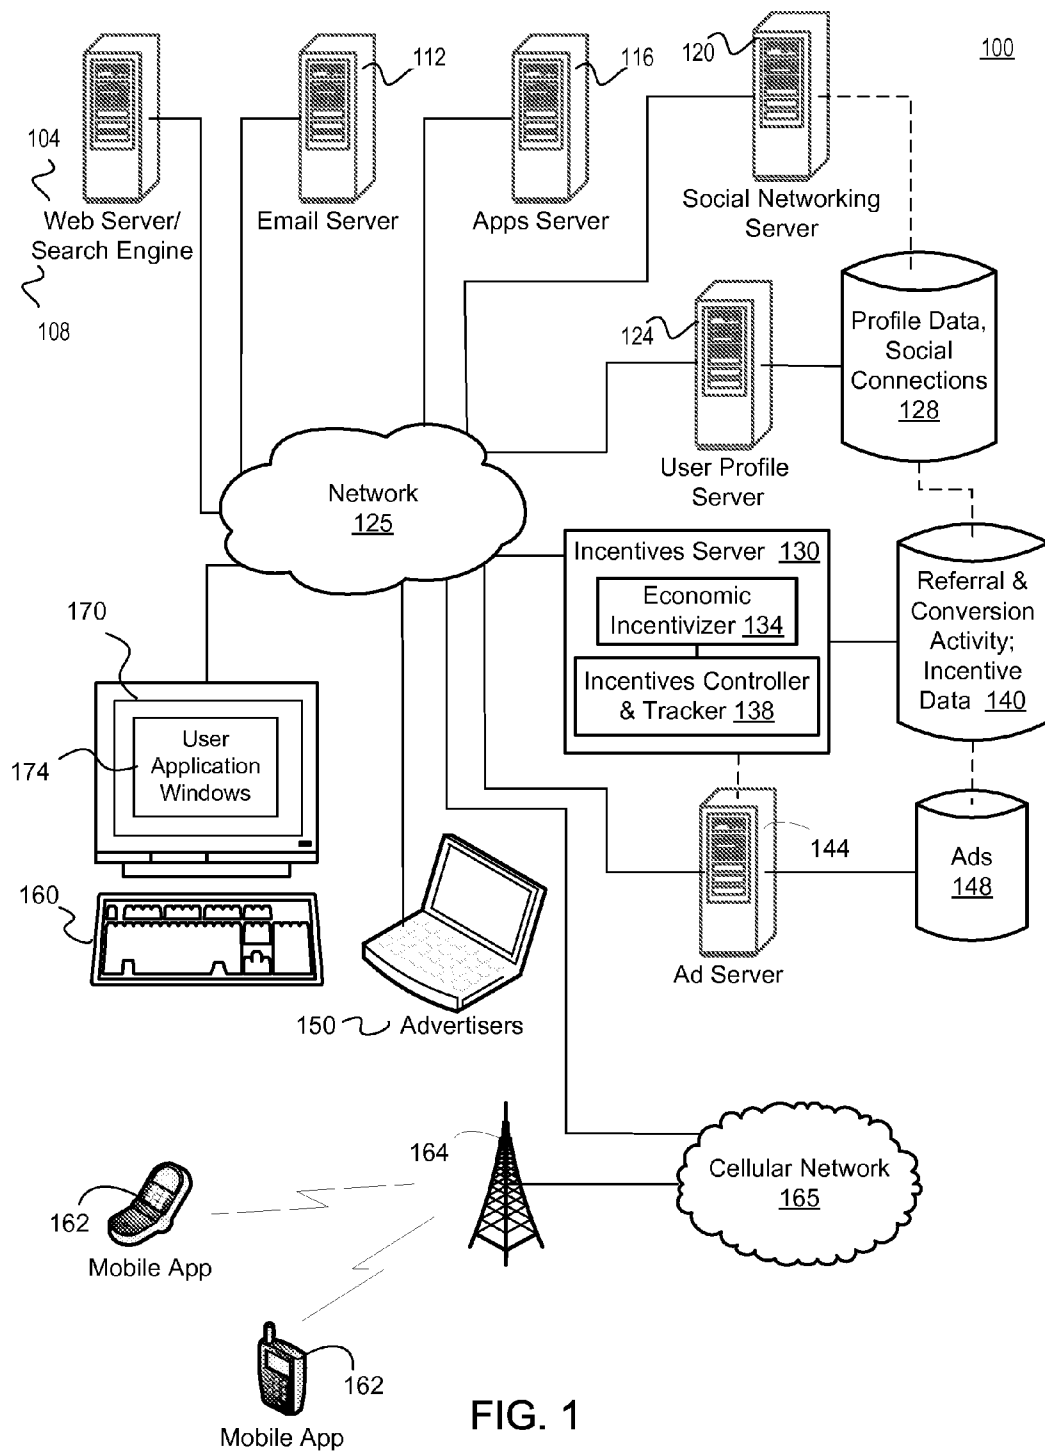 100
112
116
120
104
Web Server/
Search Engine
108
Email Server
Apps Server
Social Networking
Server
124
User Profile
Server
Profile Data,
Social
Connections
128
Network
125
Incentives Server 130
Economic
Incentivizer 134
Incentives Controller
& Tracker 138
Referral &
Conversion
Activity;
Incentive
Data 140
170
174
User
Application
Windows
160
144
Ad Server
Ads
148
150
Advertisers
164
Cellular Network
165
162
Mobile App
162
Mobile App
FIG. 1